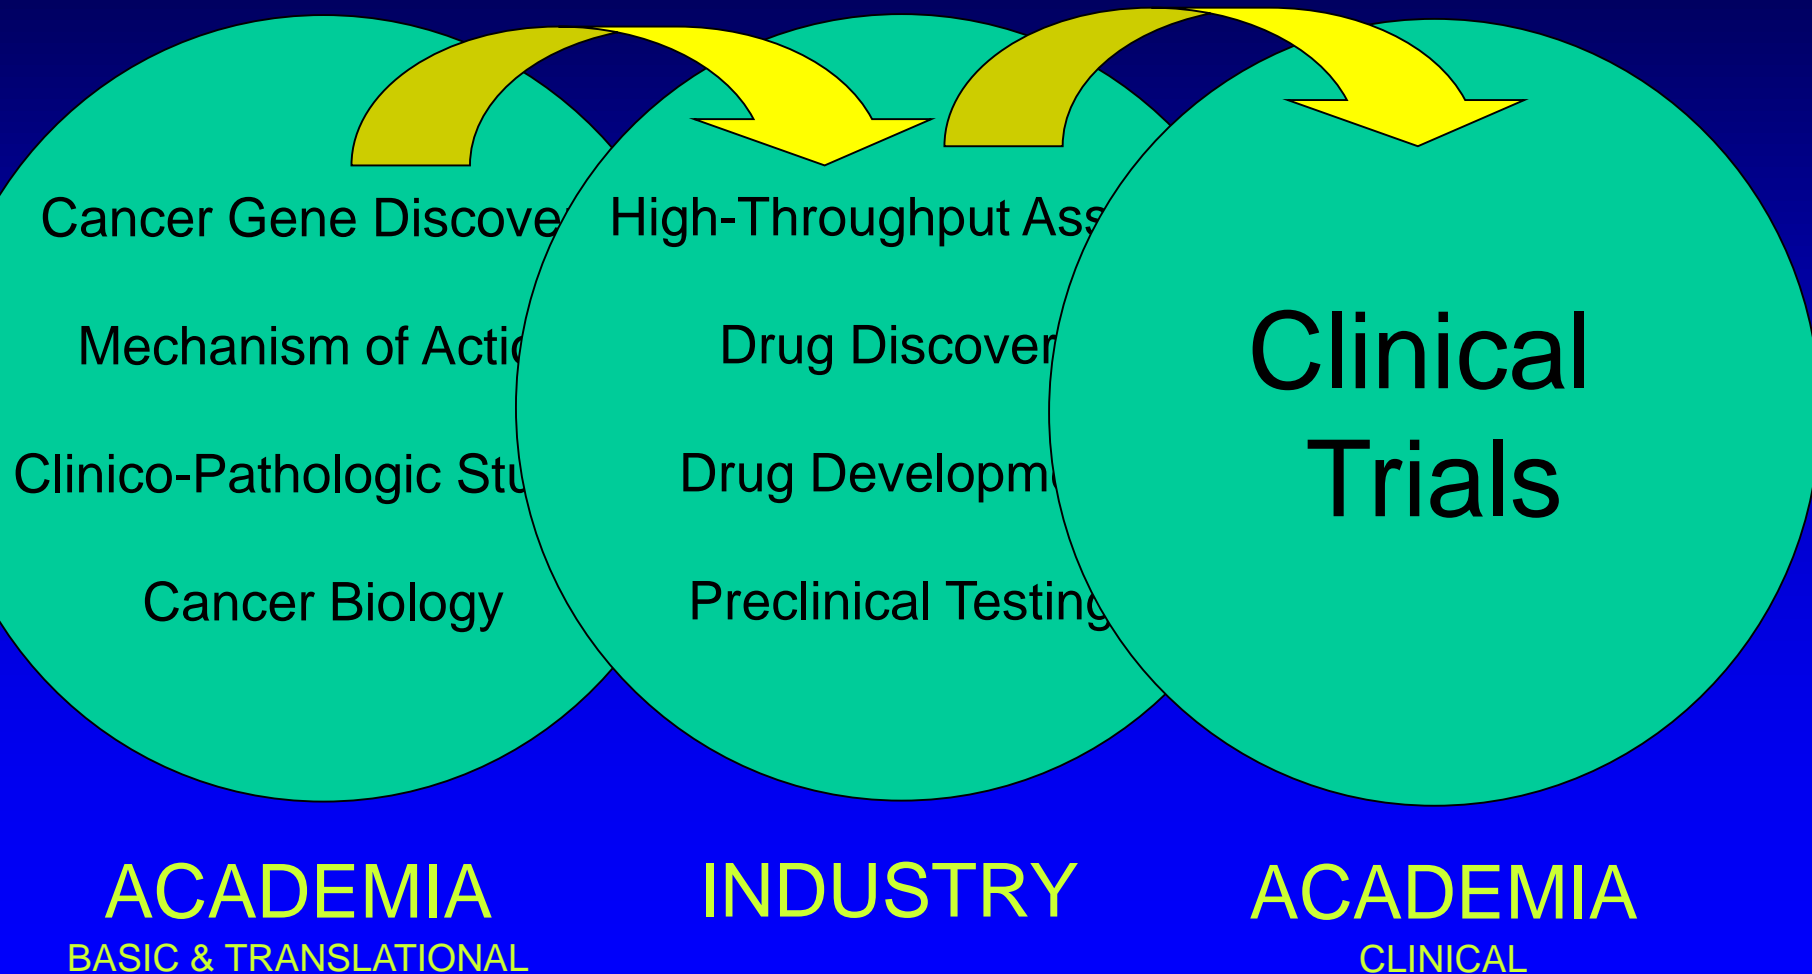 Cancer Gene Discove
Mechanism of Actio
Clinico-Pathologic Stu
Cancer Biology
High-Throughput Ass
Drug Discover
Drug Developme
Preclinical Testing
Clinical
Trials
ACADEMIA
BASIC & TRANSLATIONAL
INDUSTRY
ACADEMIA
CLINICAL